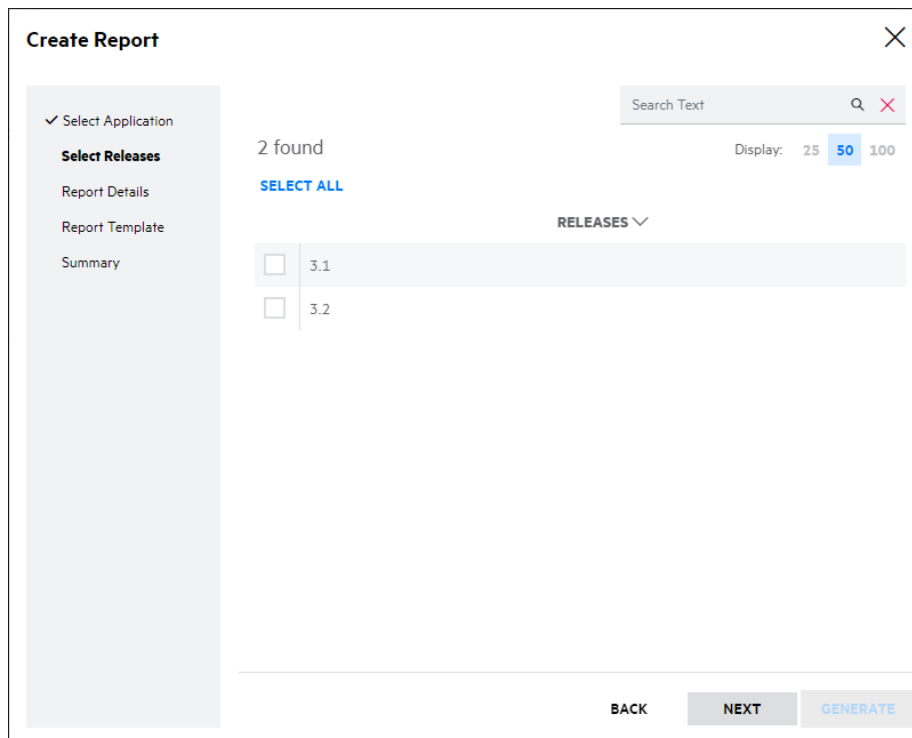 Create Report
Select Application
Select Releases
Report Details
Report Template
Summary
Search Text
2 found
Display: 25 50 100
SELECT ALL
RELEASES
3.1
3.2
BACK NEXT GENERATE